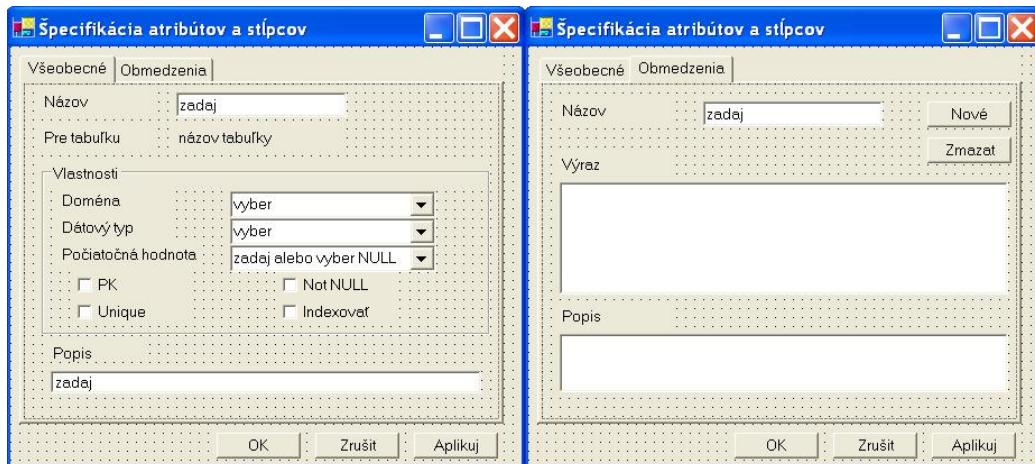 Špecifikácia atribútov a stĺpcov
Všeobecné
Obmedzenia
Názov
zadaj
Pre tabuľku
názov tabuľky
Vlastnosti
Doména
vyber
Dátový typ
vyber
Počiatočná hodnota
zadaj alebo vyber NULL
PK
Not NULL
Unique
Indexovať
Popis
zadaj
OK
Zrušit
Aplikuj
Špecifikácia atribútov a stĺpcov
Všeobecné
Obmedzenia
Názov
zadaj
Nové
Zmazat
Výraz
Popis
OK
Zrušit
Aplikuj